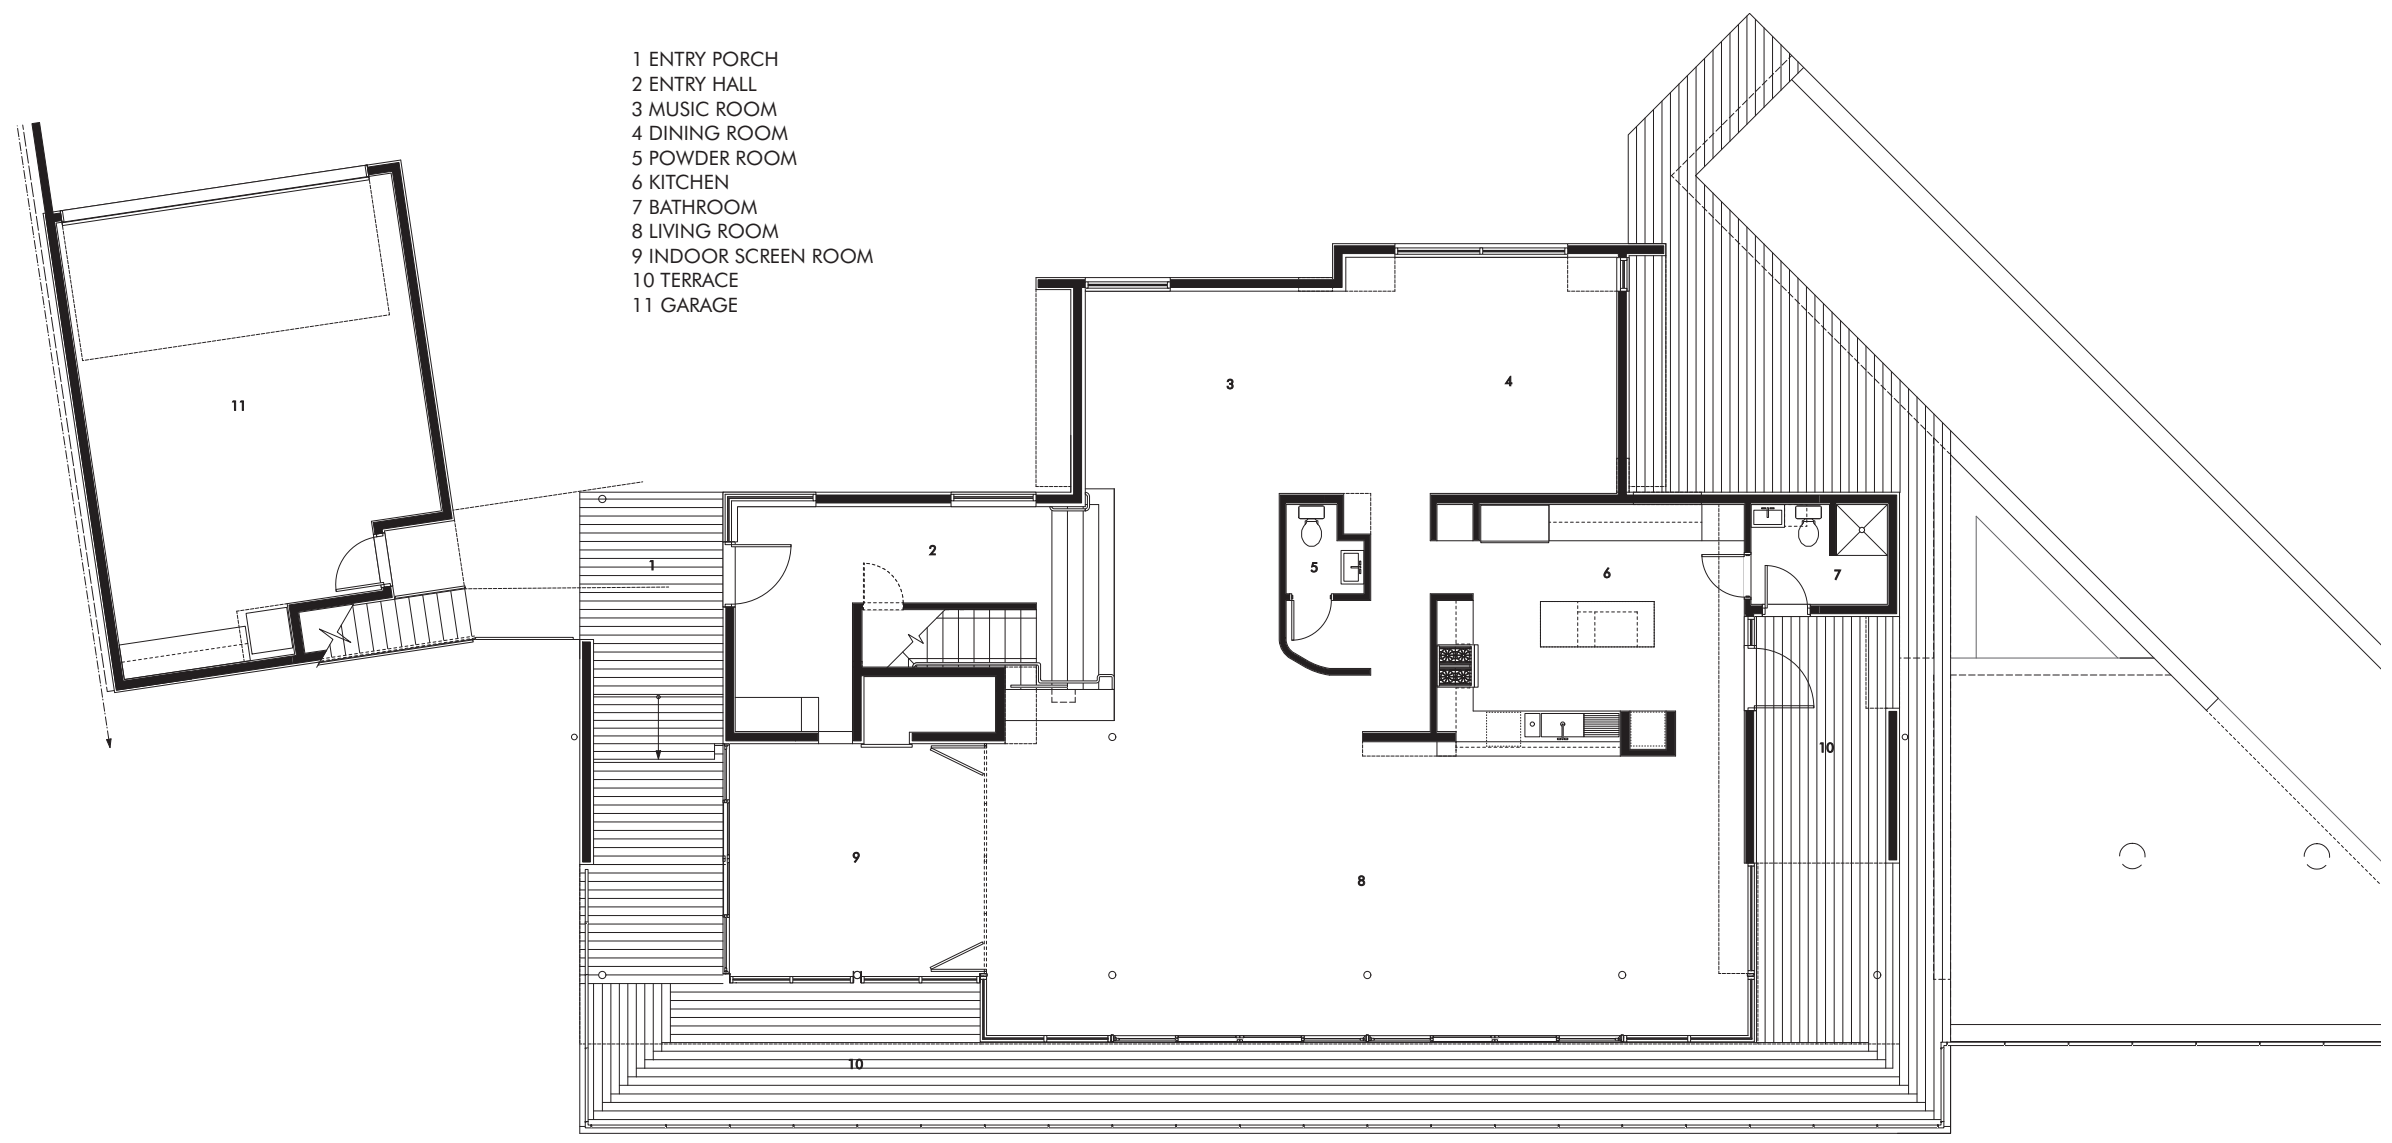 1 ENTRY PORCH
2 ENTRY HALL
3 MUSIC ROOM
4 DINING ROOM
5 POWDER ROOM
6 KITCHEN
7 BATHROOM
8 LIVING ROOM
9 INDOOR SCREEN ROOM
10 TERRACE
11 GARAGE
3
4
11
2
1
5
6
7
10
9
8
10